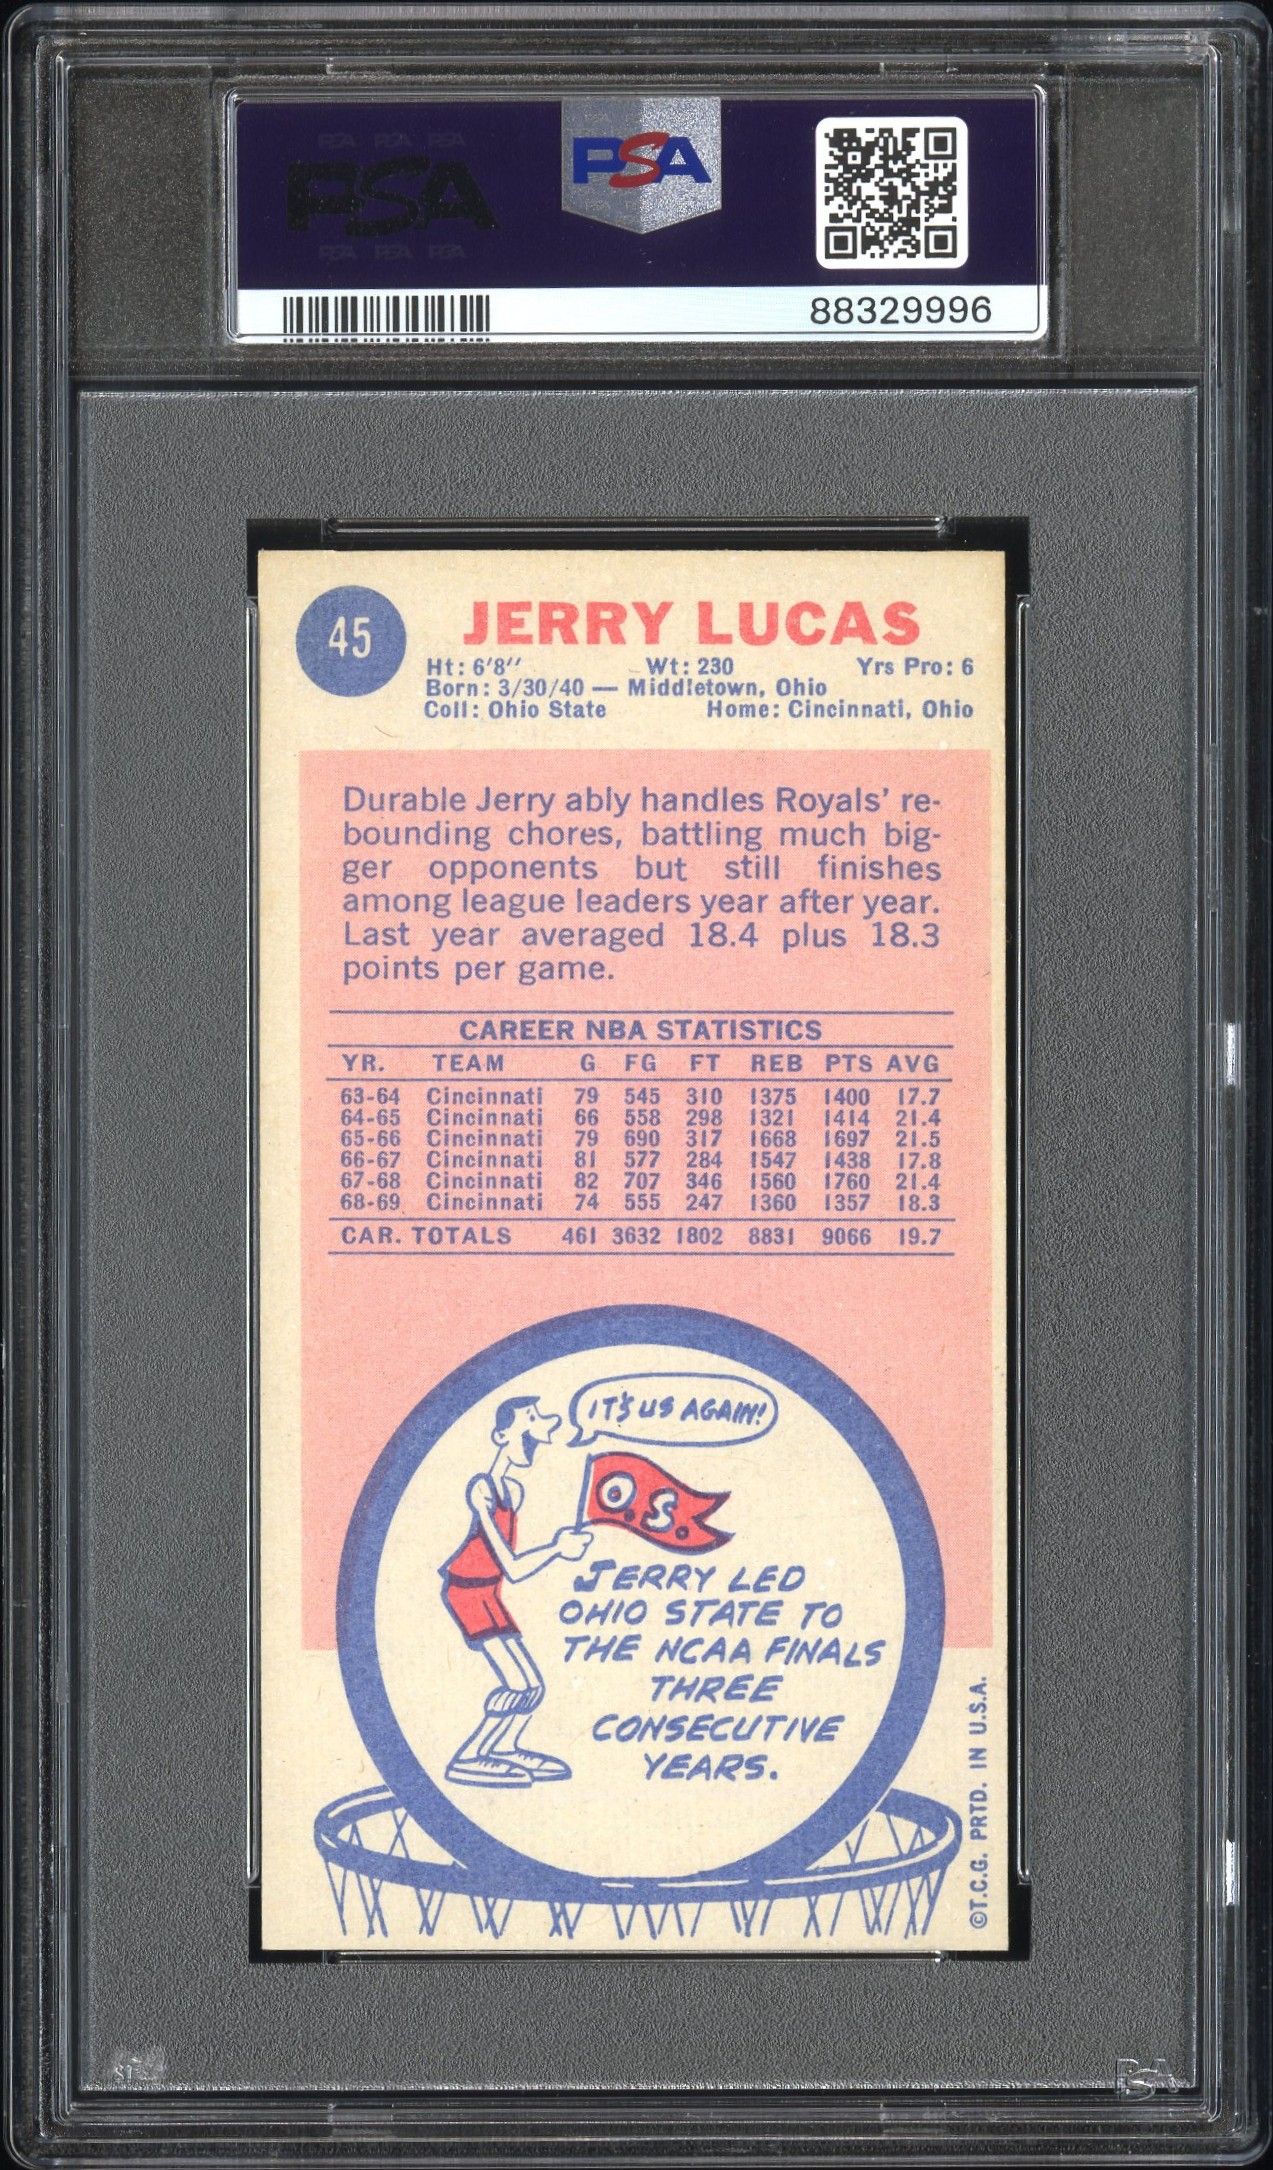 PSA PSA PSA
PSA
PSA PSA PSA
PSA
88329996
45
JERRY LUCAS
Ht: 6'8'' Wt: 230 Yrs Pro: 6
Born: 3/30/40 — Middletown, Ohio
Coll: Ohio State Home: Cincinnati, Ohio
Durable Jerry ably handles Royals' re-
bounding chores, battling much big-
ger opponents but still finishes
among league leaders year after year.
Last year averaged 18.4 plus 18.3
points per game.
CAREER NBA STATISTICS
YR. TEAM G FG FT REB PTS AVG
63-64 Cincinnati 79 545 310 1375 1400 17.7
64-65 Cincinnati 66 558 298 1321 1414 21.4
65-66 Cincinnati 79 690 317 1668 1697 21.5
66-67 Cincinnati 81 577 284 1547 1438 17.8
67-68 Cincinnati 82 707 346 1560 1760 21.4
68-69 Cincinnati 74 555 247 1360 1357 18.3
CAR. TOTALS 461 3632 1802 8831 9066 19.7
IT'S US AGAIN!
O.S.
JERRY LED
OHIO STATE TO
THE NCAA FINALS
THREE
CONSECUTIVE
YEARS.
©T.C.G. PRTD. IN U.S.A.
PSA